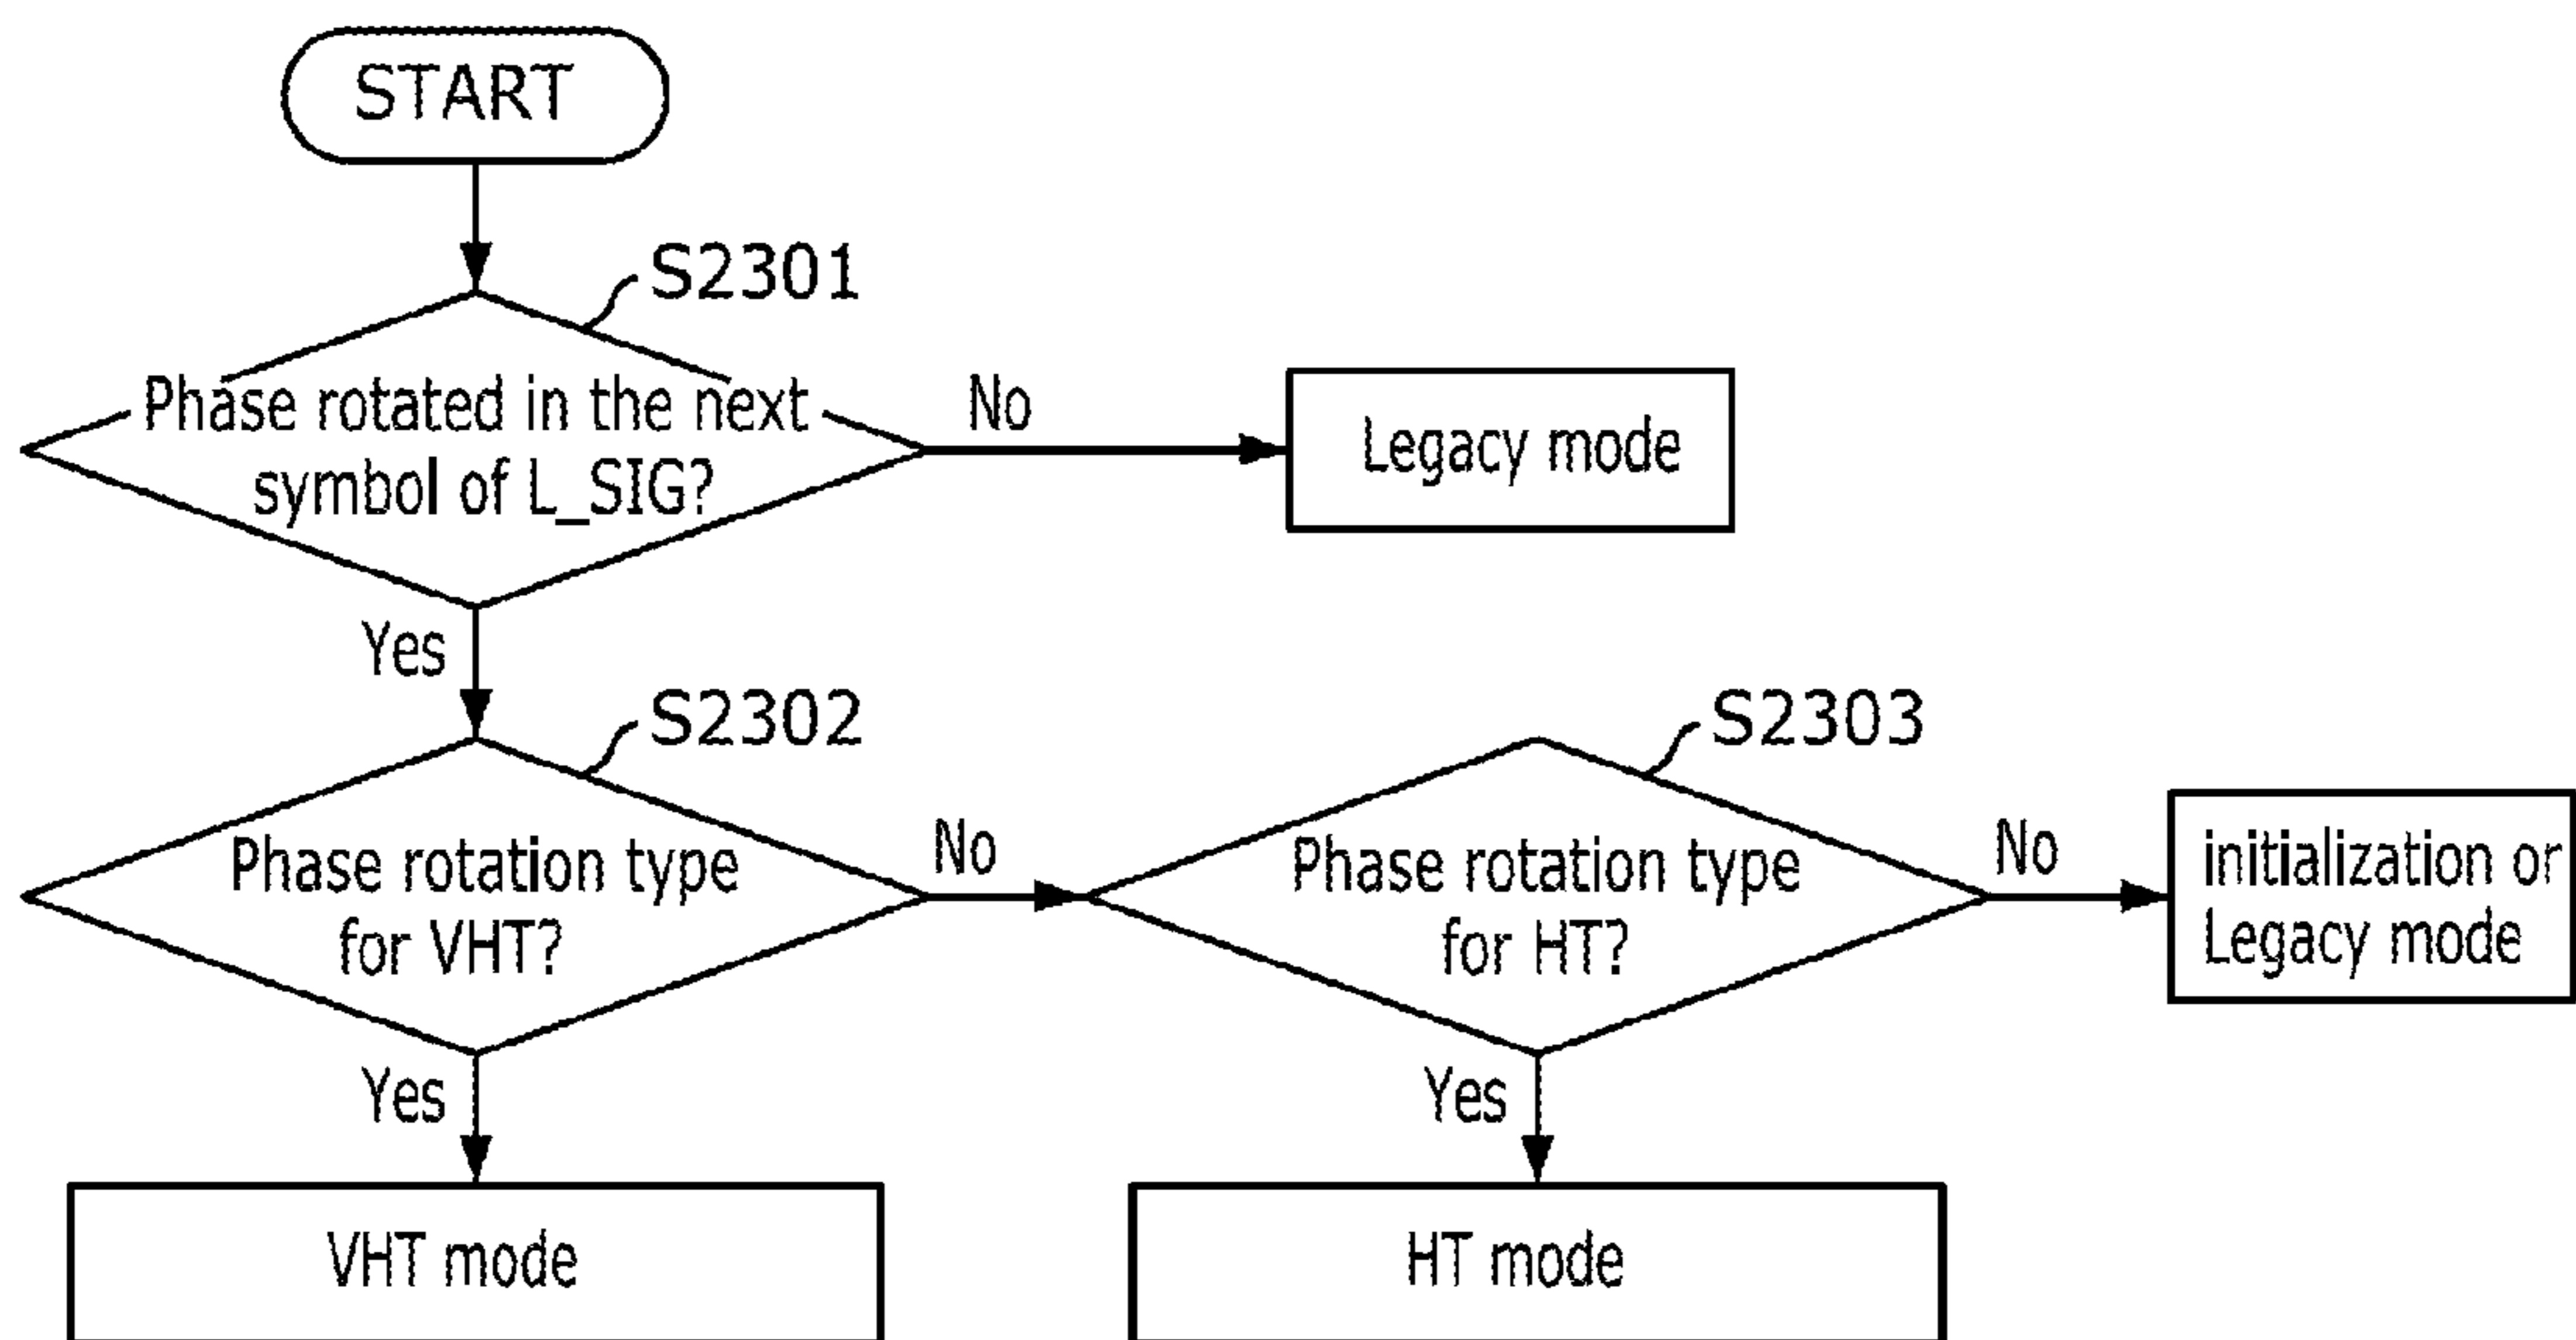 START
S2301
Phase rotated in the next
symbol of L_SIG?
No
Legacy mode
Yes
S2302
Phase rotation type
for VHT?
No
S2303
Phase rotation type
for HT?
No
initialization or
Legacy mode
Yes
VHT mode
Yes
HT mode